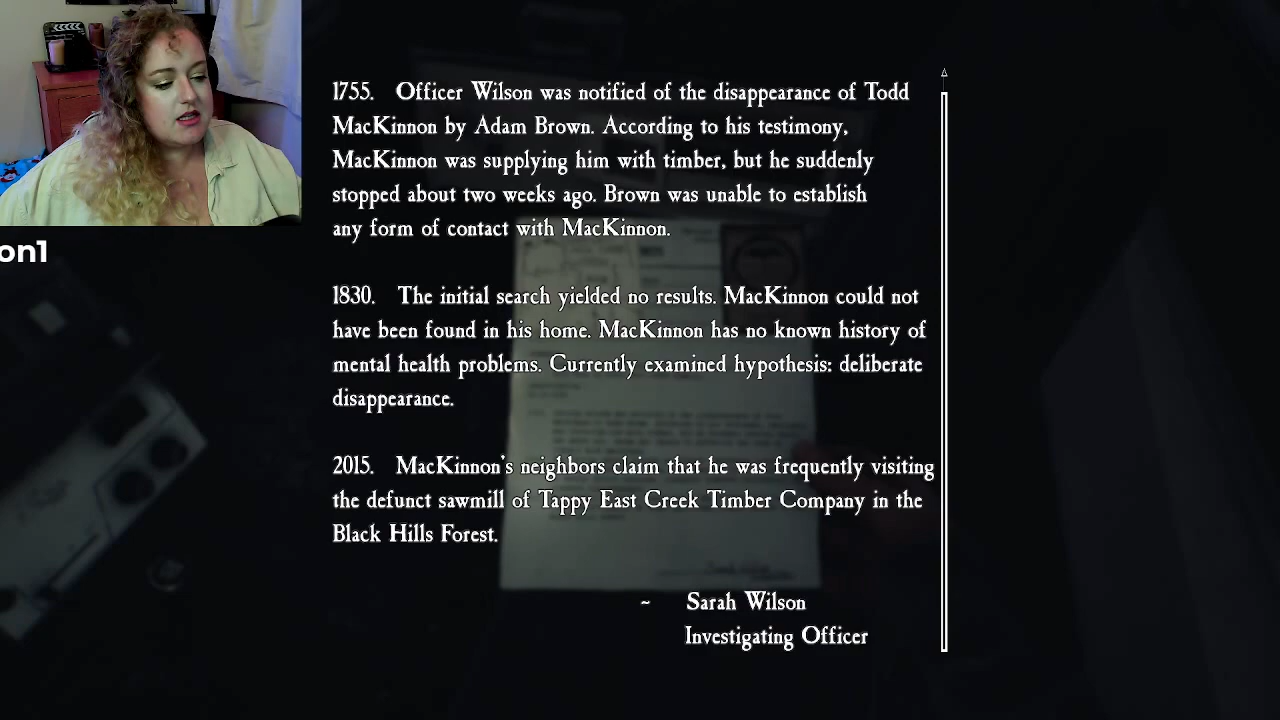 1755. Officer Wilson was notified of the disappearance of Todd
MacKinnon by Adam Brown. According to his testimony,
MacKinnon was supplying him with timber, but he suddenly
stopped about two weeks ago. Brown was unable to establish
any form of contact with MacKinnon.
1830. The initial search yielded no results. MacKinnon could not
have been found in his home. MacKinnon has no known history of
mental health problems. Currently examined hypothesis: deliberate
disappearance.
2015. MacKinnon's neighbors claim that he was frequently visiting
the defunct sawmill of Tappy East Creek Timber Company in the
Black Hills Forest.
~ Sarah Wilson
Investigating Officer
on1